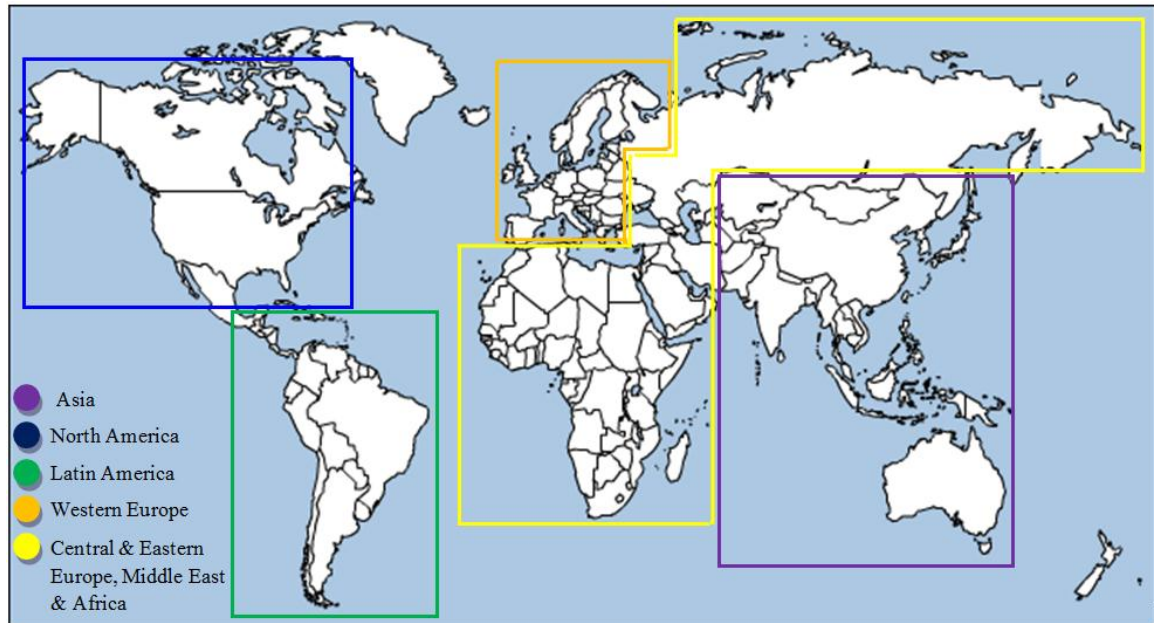 Asia
North America
Latin America
Western Europe
Central & Eastern
Europe, Middle East
& Africa